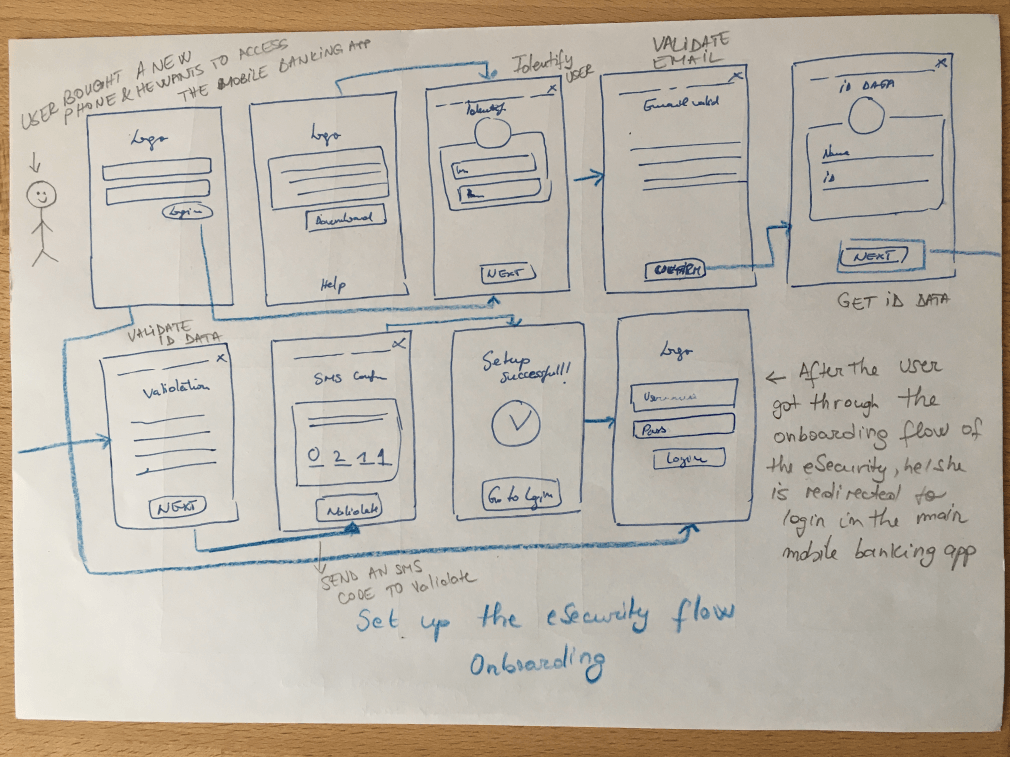 USER BOUGHT A NEW
PHONE & HE WANTS TO ACCESS
THE MOBILE BANKING APP
Logo
Login
Logo
Download
Help
Identify
USER
Identify
NEXT
VALIDATE
EMAIL
Email valid
CONFIRM
ID DATA
Name
ID
NEXT
GET ID DATA
VALIDATE
ID DATA
Validation
NEXT
SMS Conf
0 2 1 1
Validate
SEND AN SMS
CODE TO Validate
Setup
successful!!
Go to Login
Logo
Username
Pass
Login
← After the user
got through the
onboarding flow of
the eSecurity, he/she
is redirected to
login in the main
mobile banking app
Set up the eSecurity flow
Onboarding